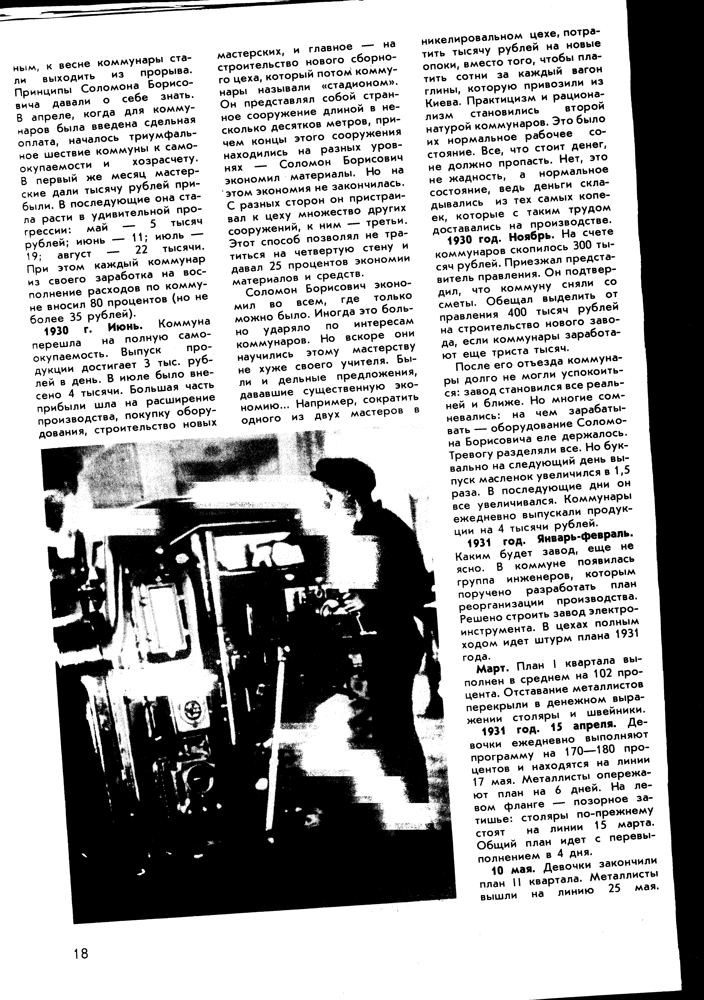 ным, к весне коммунары ста-
ли выходить из прорыва.
Принципы Соломона Борисо-
вича давали о себе знать.
В апреле, когда для комму-
наров была введена сдельная
оплата, началось триумфаль-
ное шествие коммуны к само-
окупаемости и хозрасчету.
В первый же месяц мастер-
ские дали тысячу рублей при-
были. В последующие она ста-
ла расти в удивительной про-
грессии: май — 5 тысяч
рублей; июнь — 11; июль —
19; август — 22 тысячи.
При этом каждый коммунар
из своего заработка на вос-
полнение расходов по комму-
не вносил 80 процентов (но не
более 35 рублей).
1930 г. Июнь. Коммуна
перешла на полную само-
окупаемость. Выпуск про-
дукции достигает 3 тыс. руб-
лей в день. В июле было вне-
сено 4 тысячи. Большая часть
прибыли шла на расширение
производства, покупку обору-
дования, строительство новых
мастерских, и главное — на
строительство нового сборно-
го цеха, который потом комму-
нары называли «стадионом».
Он представлял собой стран-
ное сооружение длиной в не-
сколько десятков метров, при-
чем концы этого сооружения
находились на разных уров-
нях — Соломон Борисович
экономил материалы. Но на
этом экономия не закончилась.
С разных сторон он пристраи-
вал к цеху множество других
сооружений, к ним — третьи.
Этот способ позволял не тра-
титься на четвертую стену и
давал 25 процентов экономии
материалов и средств.
Соломон Борисович эконо-
мил во всем, где только
можно было. Иногда это боль-
но ударяло по интересам
коммунаров. Но вскоре они
научились этому мастерству
не хуже своего учителя. Бы-
ли и дельные предложения,
дававшие существенную эко-
номию... Например, сократить
одного из двух мастеров в
никелировальном цехе, потра-
тить тысячу рублей на новые
опоки, вместо того, чтобы пла-
тить сотни за каждый вагон
глины, которую привозили из
Киева. Практицизм и рациона-
лизм становились второй
натурой коммунаров. Это было
их нормальное рабочее со-
стояние. Все, что стоит денег,
не должно пропасть. Нет, это
не жадность, а нормальное
состояние, ведь деньги скла-
дывались из тех самых копе-
ек, которые с таким трудом
доставались на производстве.
1930 год. Ноябрь. На счете
коммунаров скопилось 300 ты-
сяч рублей. Приезжал предста-
витель правления. Он подтвер-
дил, что коммуну сняли со
сметы. Обещал выделить от
правления 400 тысяч рублей
на строительство нового заво-
да, если коммунары заработа-
ют еще триста тысяч.
После его отъезда коммуна-
ры долго не могли успокоить-
ся: завод становился все реаль-
ней и ближе. Но многие сом-
невались: на чем зарабаты-
вать — оборудование Соломо-
на Борисовича еле держалось.
Тревогу разделяли все. Но бук-
вально на следующий день вы-
пуск масленок увеличился в 1,5
раза. В последующие дни он
все увеличивался. Коммунары
ежедневно выпускали продук-
ции на 4 тысячи рублей.
1931 год. Январь-февраль.
Каким будет завод, еще не
ясно. В коммуне появилась
группа инженеров, которым
поручено разработать план
реорганизации производства.
Решено строить завод электро-
инструмента. В цехах полным
ходом идет штурм плана 1931
года.
Март. План I квартала вы-
полнен в среднем на 102 про-
цента. Отставание металлистов
перекрыли в денежном выра-
жении столяры и швейники.
1931 год. 15 апреля. Де-
вочки ежедневно выполняют
программу на 170—180 про-
центов и находятся на линии
17 мая. Металлисты опережа-
ют план на 6 дней. На ле-
вом фланге — позорное за-
тишье: столяры по-прежнему
стоят на линии 15 марта.
Общий план идет с перевы-
полнением в 4 дня.
10 мая. Девочки закончили
план II квартала. Металлисты
вышли на линию 25 мая.
18